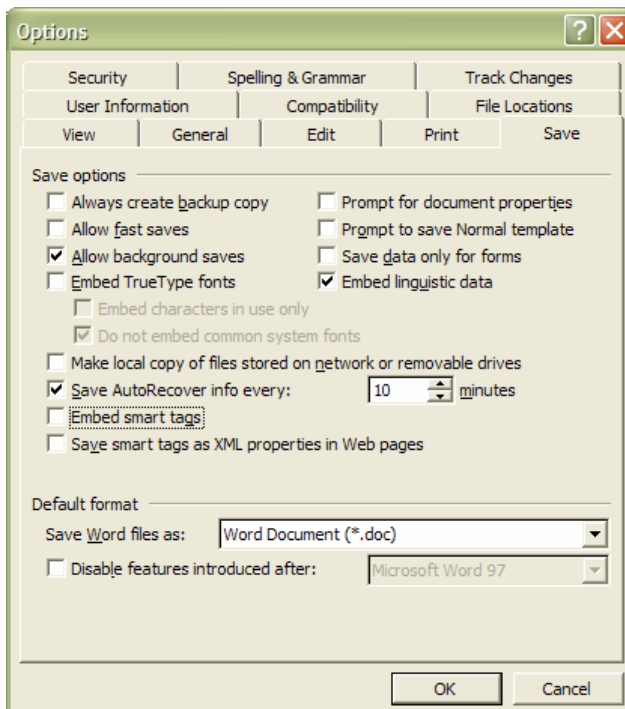 Options
Security Spelling & Grammar Track Changes
User Information Compatibility File Locations
View General Edit Print Save
Save options
Always create backup copy Prompt for document properties
Allow fast saves Prompt to save Normal template
Allow background saves Save data only for forms
Embed TrueType fonts Embed linguistic data
Embed characters in use only
Do not embed common system fonts
Make local copy of files stored on network or removable drives
Save AutoRecover info every: 10 minutes
Embed smart tags
Save smart tags as XML properties in Web pages
Default format
Save Word files as: Word Document (*.doc)
Disable features introduced after: Microsoft Word 97
OK Cancel